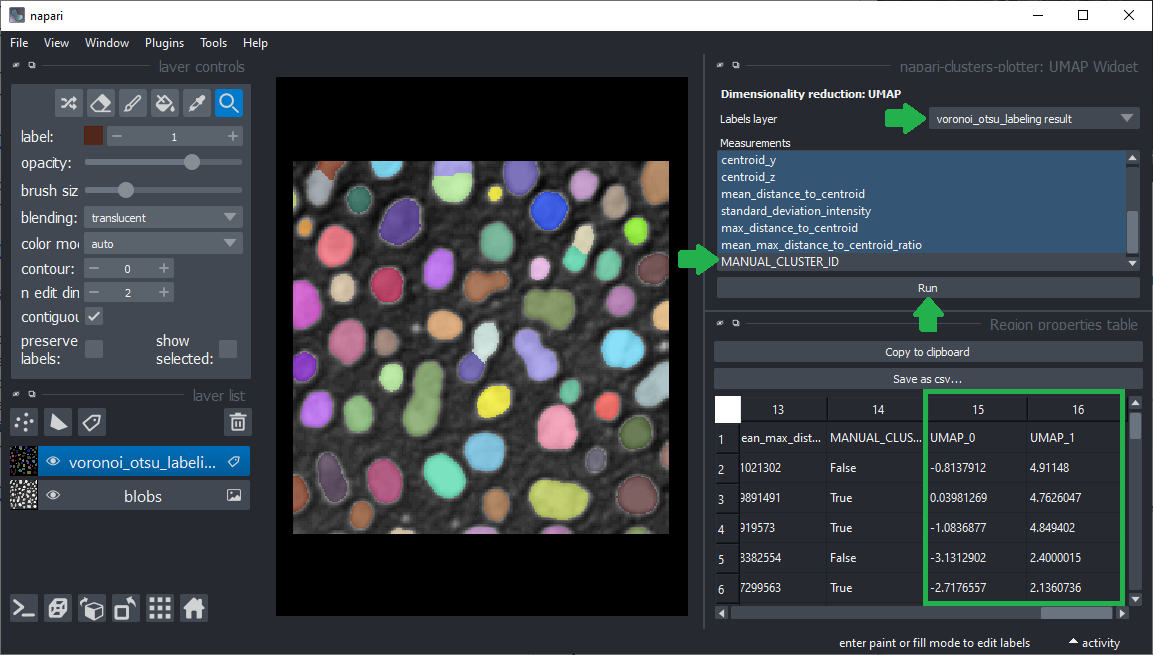 napari
File View Window Plugins Tools Help
layer controls
label: 1
opacity:
brush siz
blending: translucent
color mo auto
contour: 0
n edit din 2
contiguou
preserve labels:
show selected:
layer list
voronoi_otsu_labeli...
blobs
napari-clusters-plotter: UMAP Widget
Dimensionality reduction: UMAP
Labels layer voronoi_otsu_labeling result
Measurements
centroid_y
centroid_z
mean_distance_to_centroid
standard_deviation_intensity
max_distance_to_centroid
mean_max_distance_to_centroid_ratio
MANUAL_CLUSTER_ID
Run
Region properties table
Copy to clipboard
Save as csv...
13 14 15 16
1 ean_max_dist... MANUAL_CLUS... UMAP_0 UMAP_1
2 1021302 False -0.8137912 4.91148
3 9891491 True 0.03981269 4.7626047
4 919573 True -1.0836877 4.849402
5 8382554 False -3.1312902 2.4000015
6 7299563 True -2.7176557 2.1360736
enter paint or fill mode to edit labels
activity